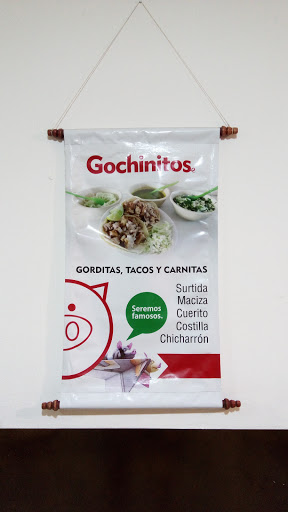 Gochinitos
GORDITAS, TACOS Y CARNITAS
Surtida
Maciza
Cuerito
Costilla
Chicharrón
Seremos
famosos.